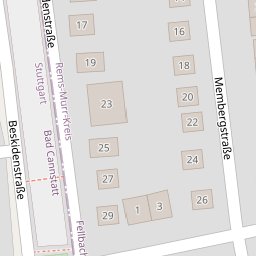 denstraße
17
16
Stuttgart
Rems-Murr-Kreis
19
18
23
20
Membergstraße
22
Beskidenstraße
Bad Cannstatt
25
24
27
26
29
1
3
Fellbach